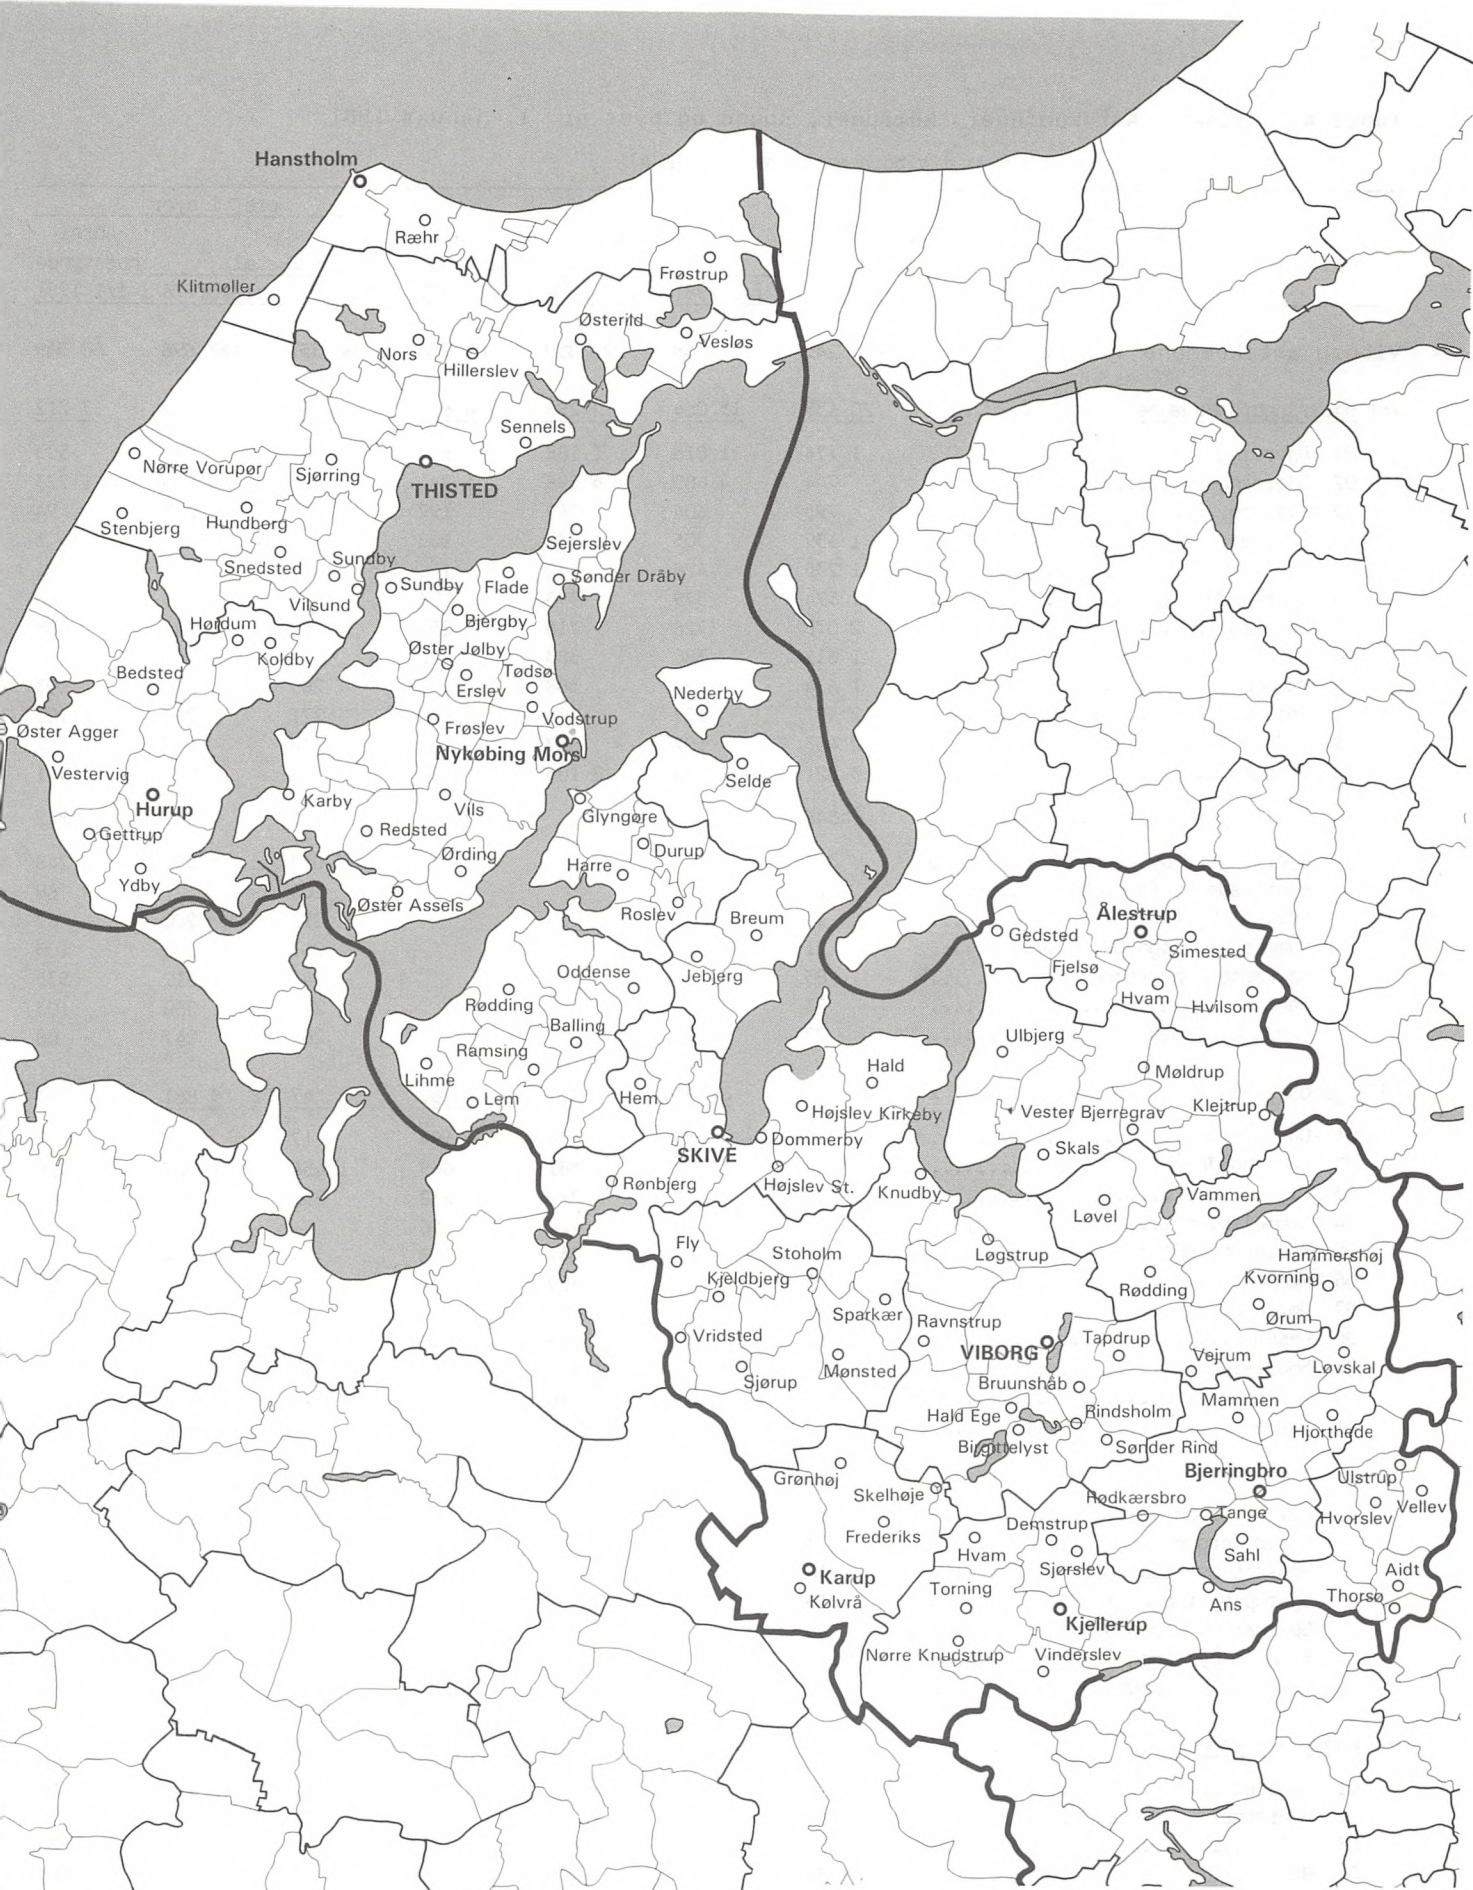 Hanstholm
Ræhr
Klitmøller
Frøstrup
Østerild
Vesløs
Nors
Hillerslev
Sennels
Nørre Vorupør
Sjørring
THISTED
Stenbjerg
Hundborg
Sejerslev
Snedsted
Sundby
Sundby
Flade
Sønder Dråby
Vilsund
Bjergby
Hørdum
Koldby
Øster Jølby
Bedsted
Erslev
Tødsø
Nederby
Øster Agger
Frøslev
Vodstrup
Nykøbing Mors
Vestervig
Selde
Hurup
Karby
Vils
Glyngøre
Gettrup
Redsted
Durup
Ørding
Harre
Ydby
Øster Assels
Roslev
Breum
Ålestrup
Gedsted
Simested
Fjelsø
Jebjerg
Oddense
Hvam
Hvilsom
Rødding
Balling
Ulbjerg
Ramsing
Hald
Møldrup
Lihme
Hem
Lem
Højslev Kirkeby
Vester Bjerregrav
Klejtrup
Dommerby
SKIVE
Skals
Højslev St.
Knudby
Rønbjerg
Vammen
Løvel
Fly
Stoholm
Løgstrup
Hammershøj
Kjeldbjerg
Kvorning
Rødding
Sparkær
Ørum
Ravnstrup
Vridsted
VIBORG
Tapdrup
Vejrum
Løvskal
Mønsted
Sjørup
Bruunshåb
Mammen
Hald Ege
Rindsholm
Hjorthede
Birgittelyst
Sønder Rind
Bjerringbro
Grønhøj
Ulstrup
Skelhøje
Rødkærsbro
Vellev
Tange
Hvorslev
Frederiks
Demstrup
Hvam
Sahl
Sjørslev
Aidt
Karup
Torning
Thorsø
Kølvrå
Ans
Kjellerup
Nørre Knudstrup
Vinderslev